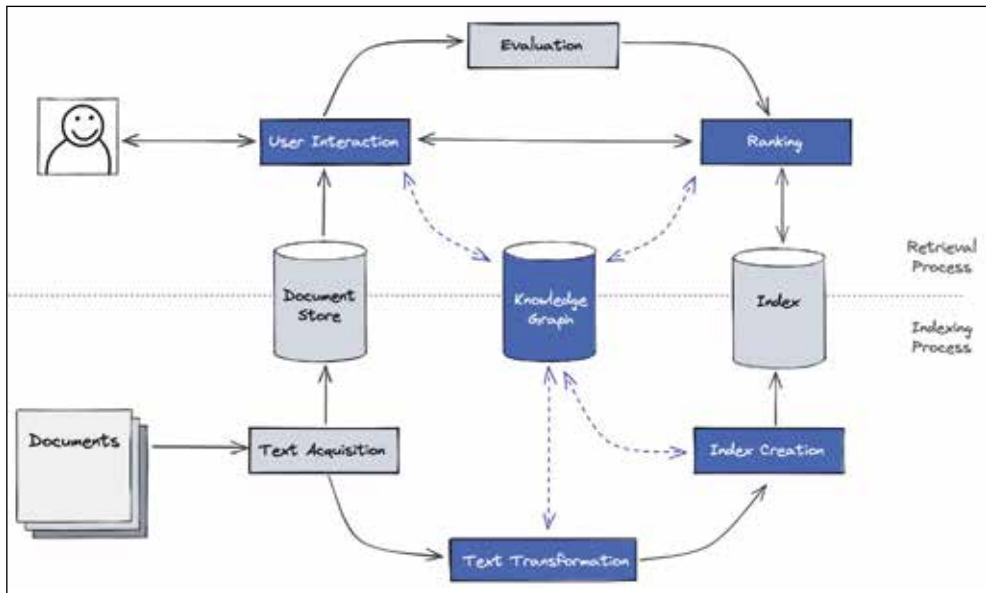 Evaluation
User Interaction
Ranking
Document
Store
Knowledge
Graph
Index
Retrieval
Process
Indexing
Process
Documents
Text Acquisition
Index Creation
Text Transformation